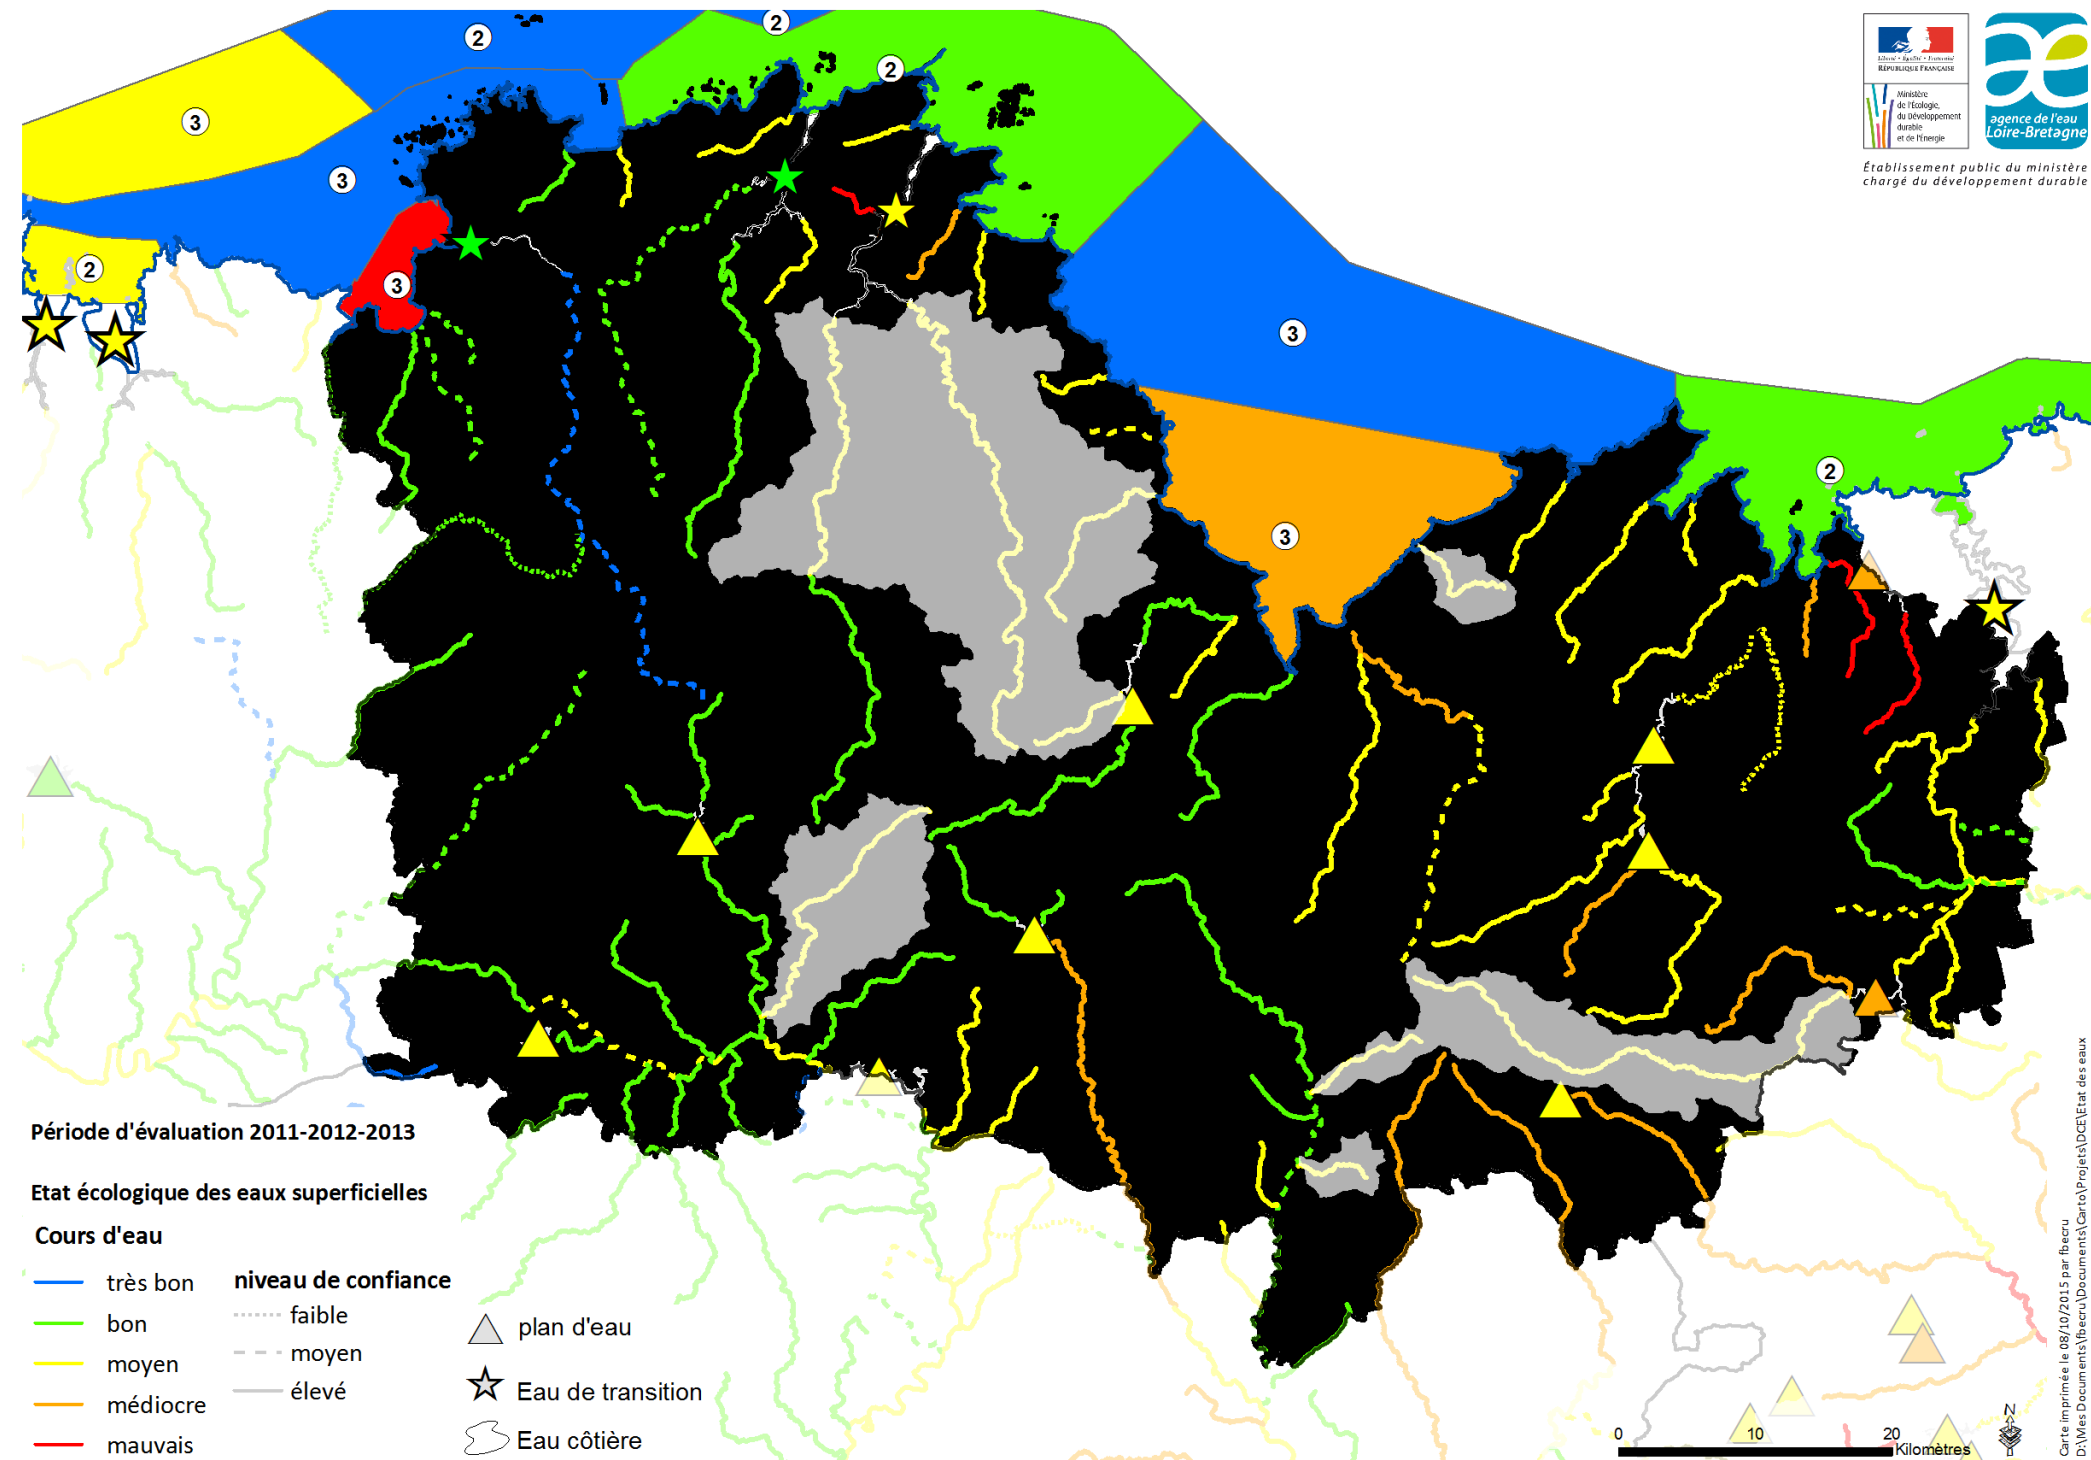 2
2
2
3
3
2
3
3
3
2
Liberté • Égalité • Fraternité
RÉPUBLIQUE FRANÇAISE
Ministère
de l'Écologie,
du Développement
durable
et de l'Énergie
agence de l'eau
Loire-Bretagne
Établissement public du ministère
chargé du développement durable
Période d'évaluation 2011-2012-2013
Etat écologique des eaux superficielles
Cours d'eau
très bon
bon
moyen
médiocre
mauvais
niveau de confiance
faible
moyen
élevé
plan d'eau
Eau de transition
Eau côtière
0 10 20
Kilomètres
N
Carte imprimée le 08/10/2015 par fbecru
D:\Mes Documents\fbecru\Documents\Carto\Projets\DCE\Etat des eaux